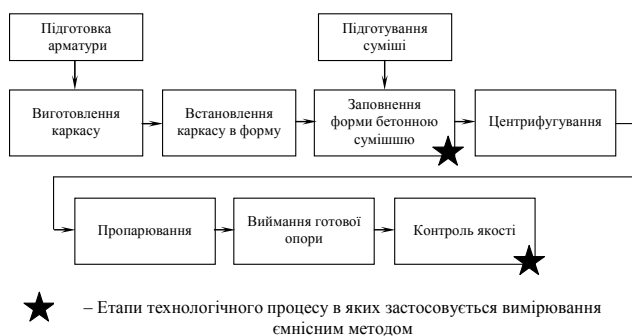 Підготовка
арматури
Підготування
суміші
Виготовлення
каркасу
Встановлення
каркасу в форму
Заповнення
форми бетонною
сумішшю
Центрифугування
Пропарювання
Виймання готової
опори
Контроль якості
– Етапи технологічного процесу в яких застосовується вимірювання
ємнісним методом